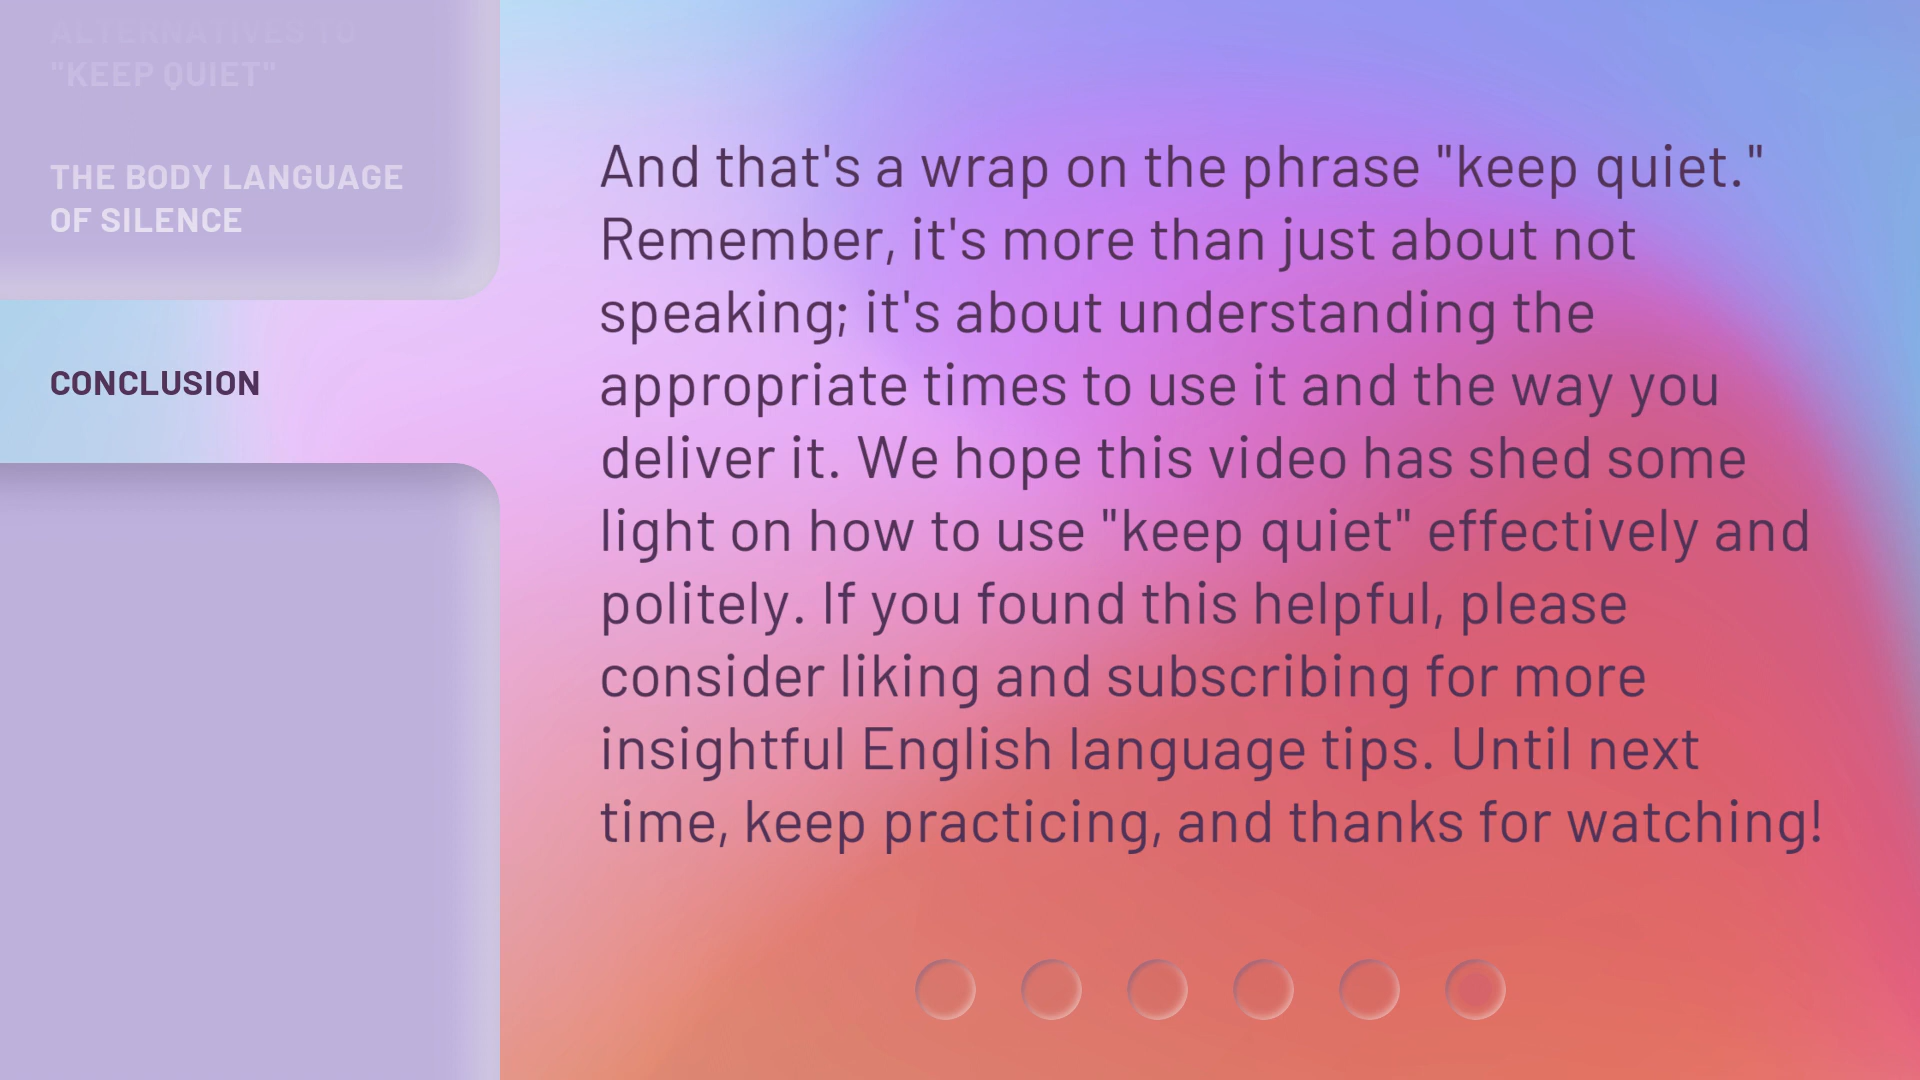 ALTERNATIVES TO
"KEEP QUIET"
THE BODY LANGUAGE
OF SILENCE
CONCLUSION
And that's a wrap on the phrase "keep quiet."
Remember, it's more than just about not
speaking; it's about understanding the
appropriate times to use it and the way you
deliver it. We hope this video has shed some
light on how to use "keep quiet" effectively and
politely. If you found this helpful, please
consider liking and subscribing for more
insightful English language tips. Until next
time, keep practicing, and thanks for watching!